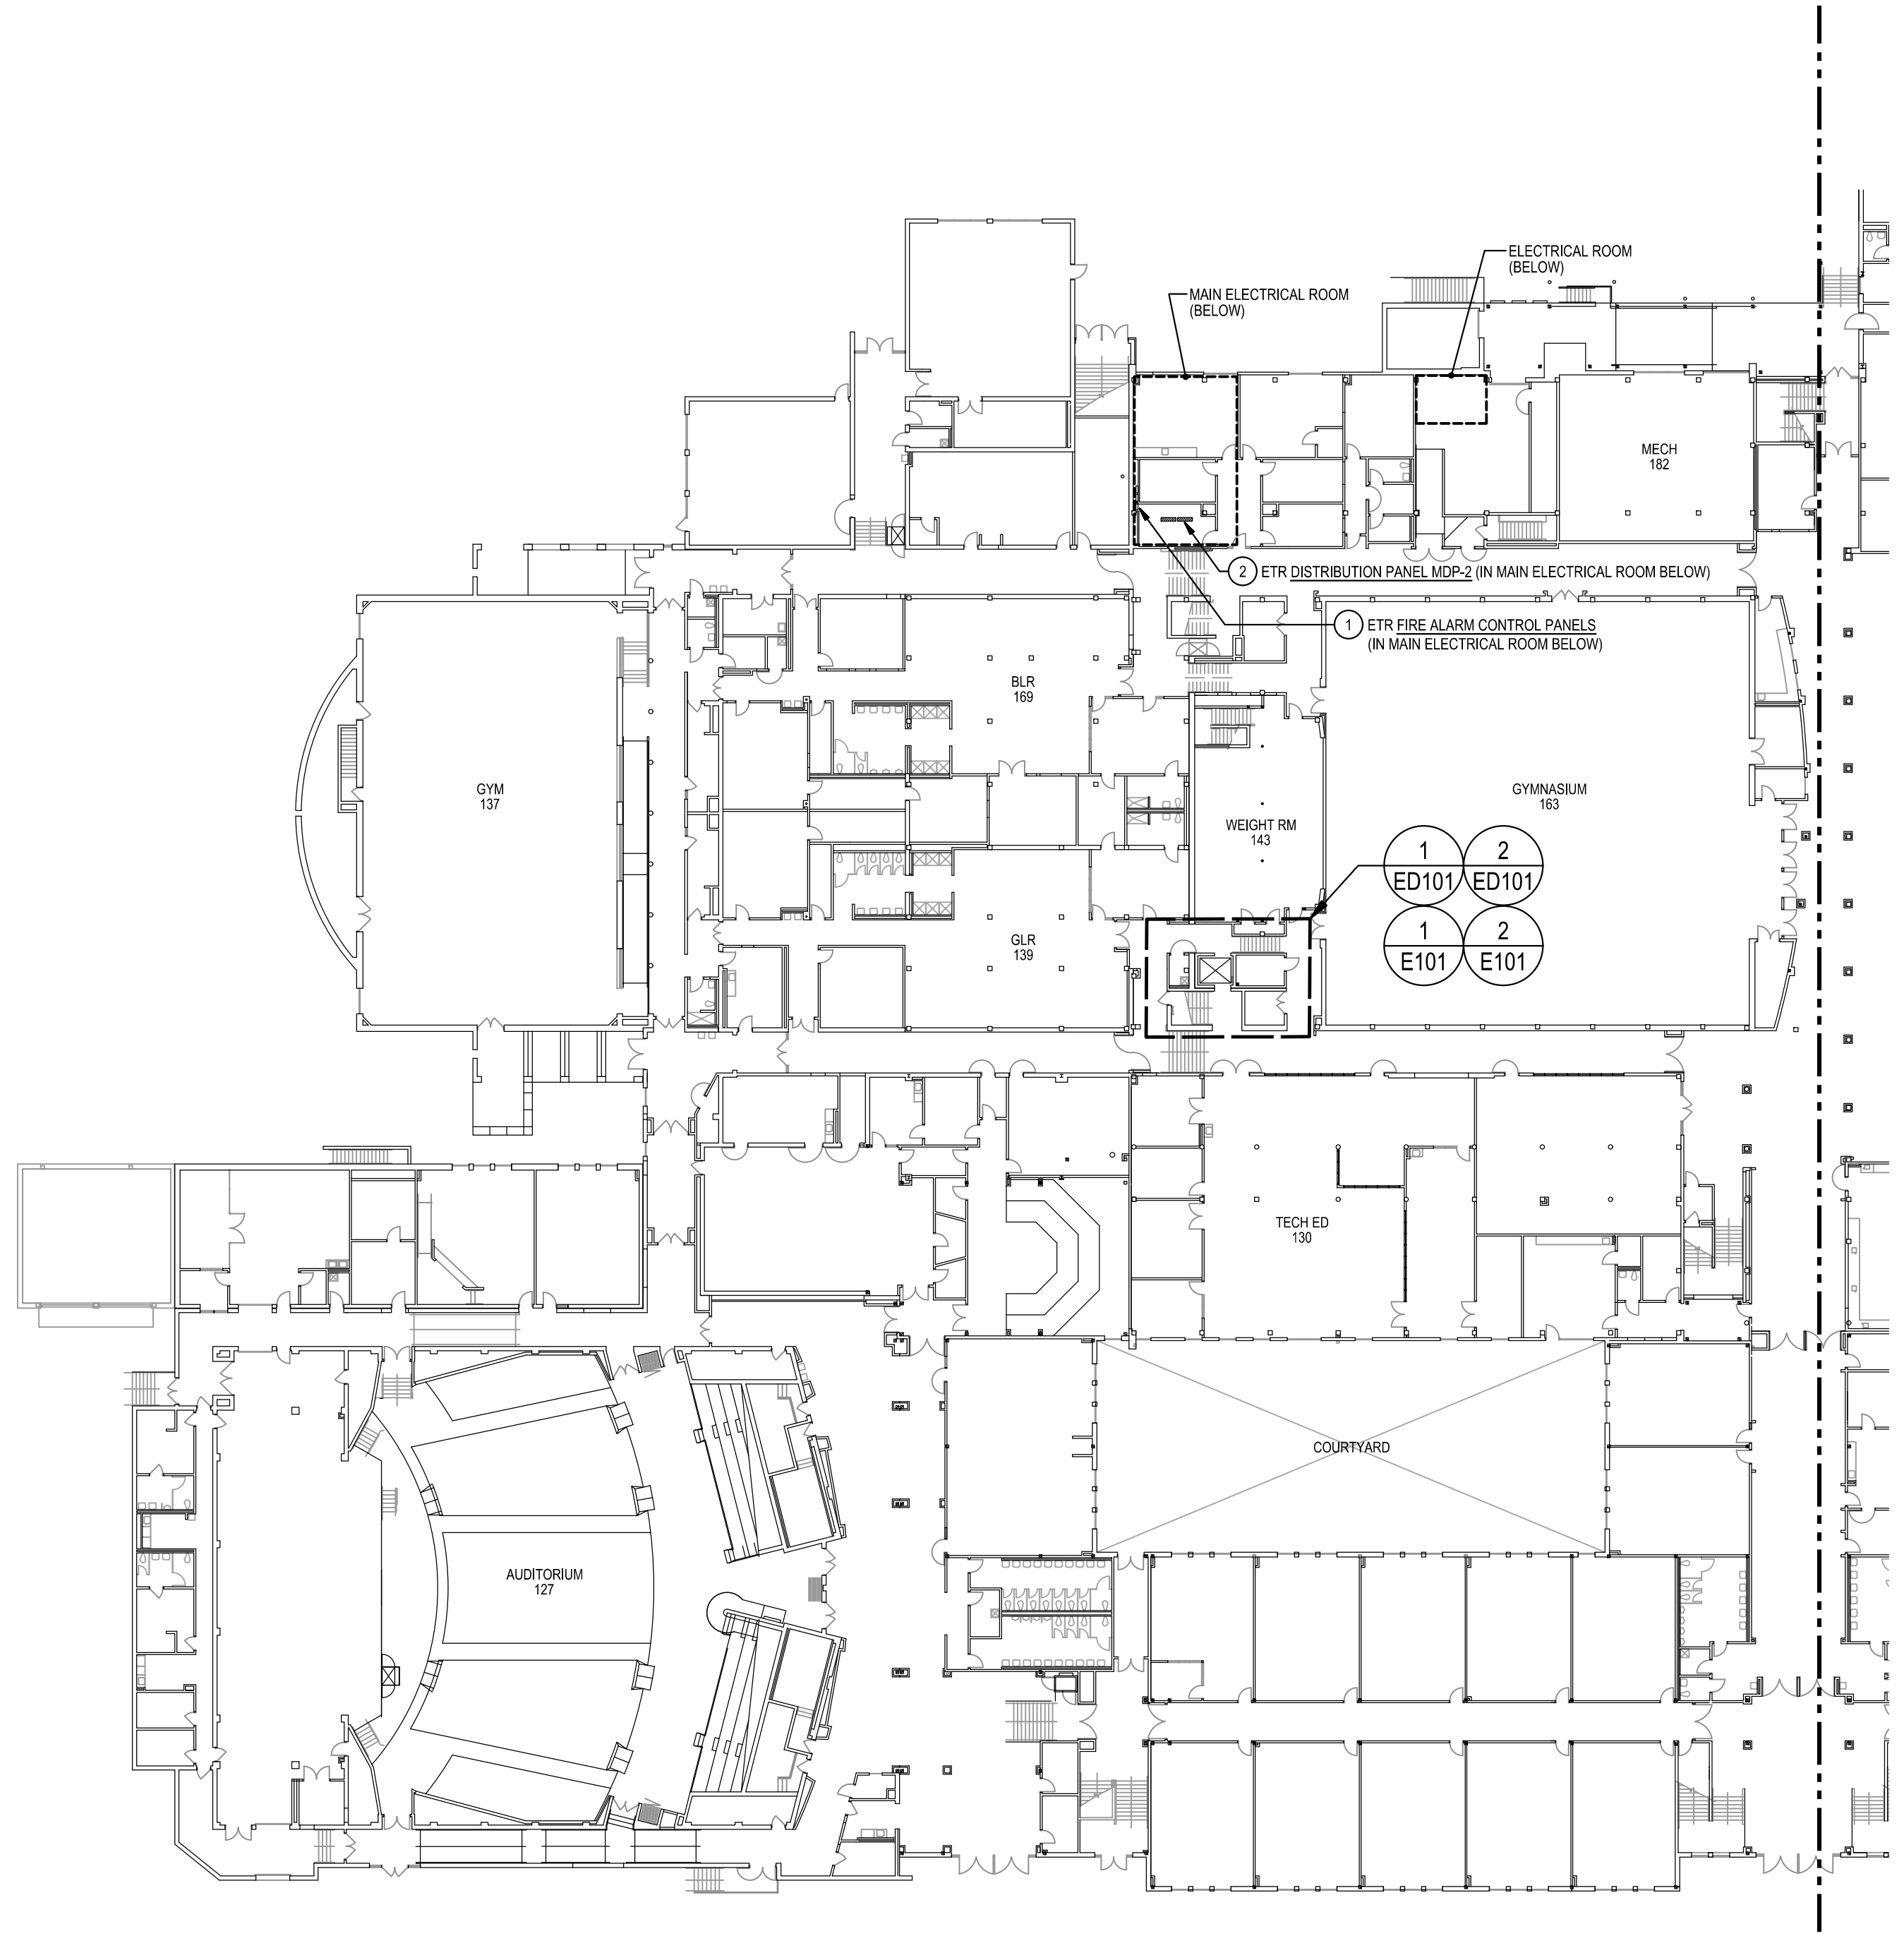 ELECTRICAL ROOM
(BELOW)
MAIN ELECTRICAL ROOM
(BELOW)
MECH
182
2 ETR DISTRIBUTION PANEL MDP-2 (IN MAIN ELECTRICAL ROOM BELOW)
1 ETR FIRE ALARM CONTROL PANELS
(IN MAIN ELECTRICAL ROOM BELOW)
BLR
169
GYM
137
GYMNASIUM
163
WEIGHT RM
143
1
ED101
2
ED101
1
E101
2
E101
GLR
139
TECH ED
130
COURTYARD
AUDITORIUM
127